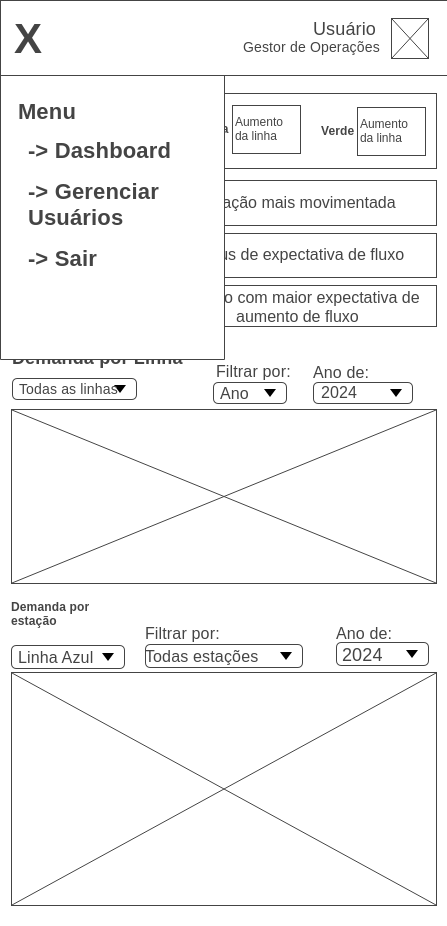 X
Usuário
Gestor de Operações
Menu
-> Dashboard
-> Gerenciar
Usuários
-> Sair
Aumento
da linha
Verde
Aumento
da linha
ação mais movimentada
us de expectativa de fluxo
o com maior expectativa de
aumento de fluxo
Demanda por Linha
Filtrar por:
Ano de:
Todas as linhas
Ano
2024
Demanda por
estação
Filtrar por:
Ano de:
Linha Azul
Todas estações
2024